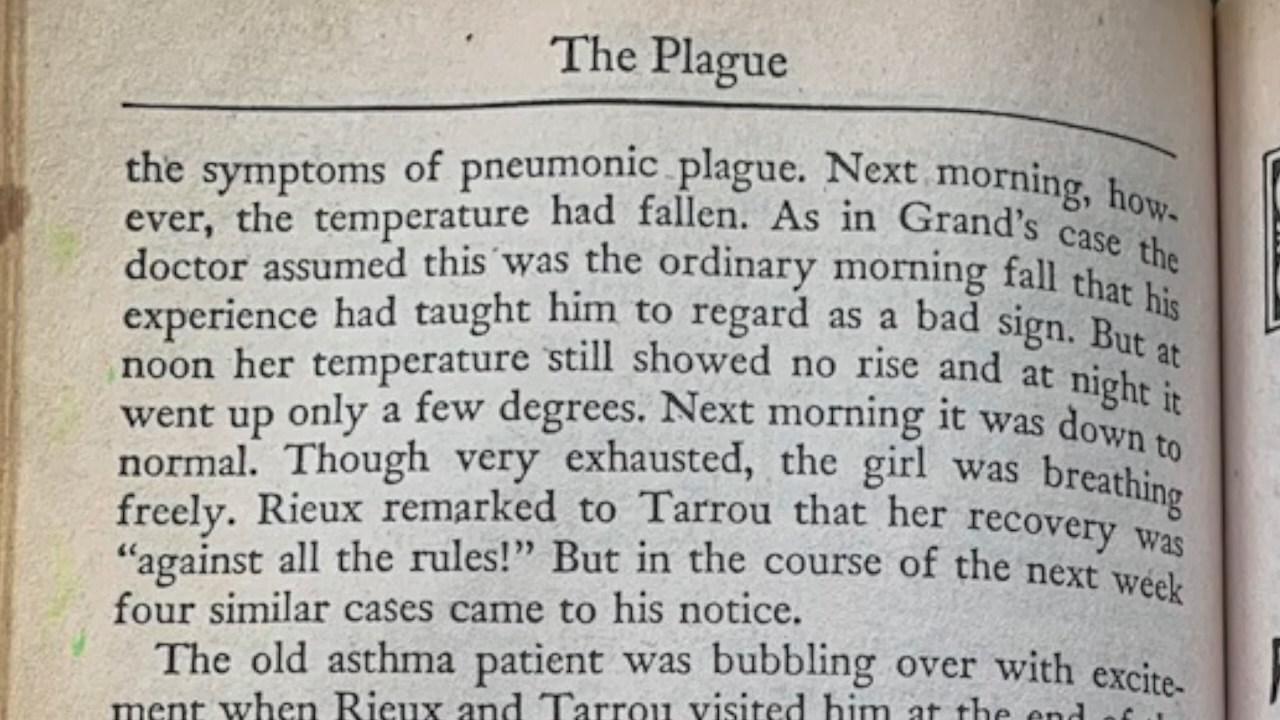 The Plague
the symptoms of pneumonic plague. Next morning, how-
ever, the temperature had fallen. As in Grand's case the
doctor assumed this was the ordinary morning fall that his
experience had taught him to regard as a bad sign. But at
noon her temperature still showed no rise and at night it
went up only a few degrees. Next morning it was down to
normal. Though very exhausted, the girl was breathing
freely. Rieux remarked to Tarrou that her recovery was
“against all the rules!” But in the course of the next week
four similar cases came to his notice.
The old asthma patient was bubbling over with excite-
ment when Rieux and Tarrou visited him at the end of